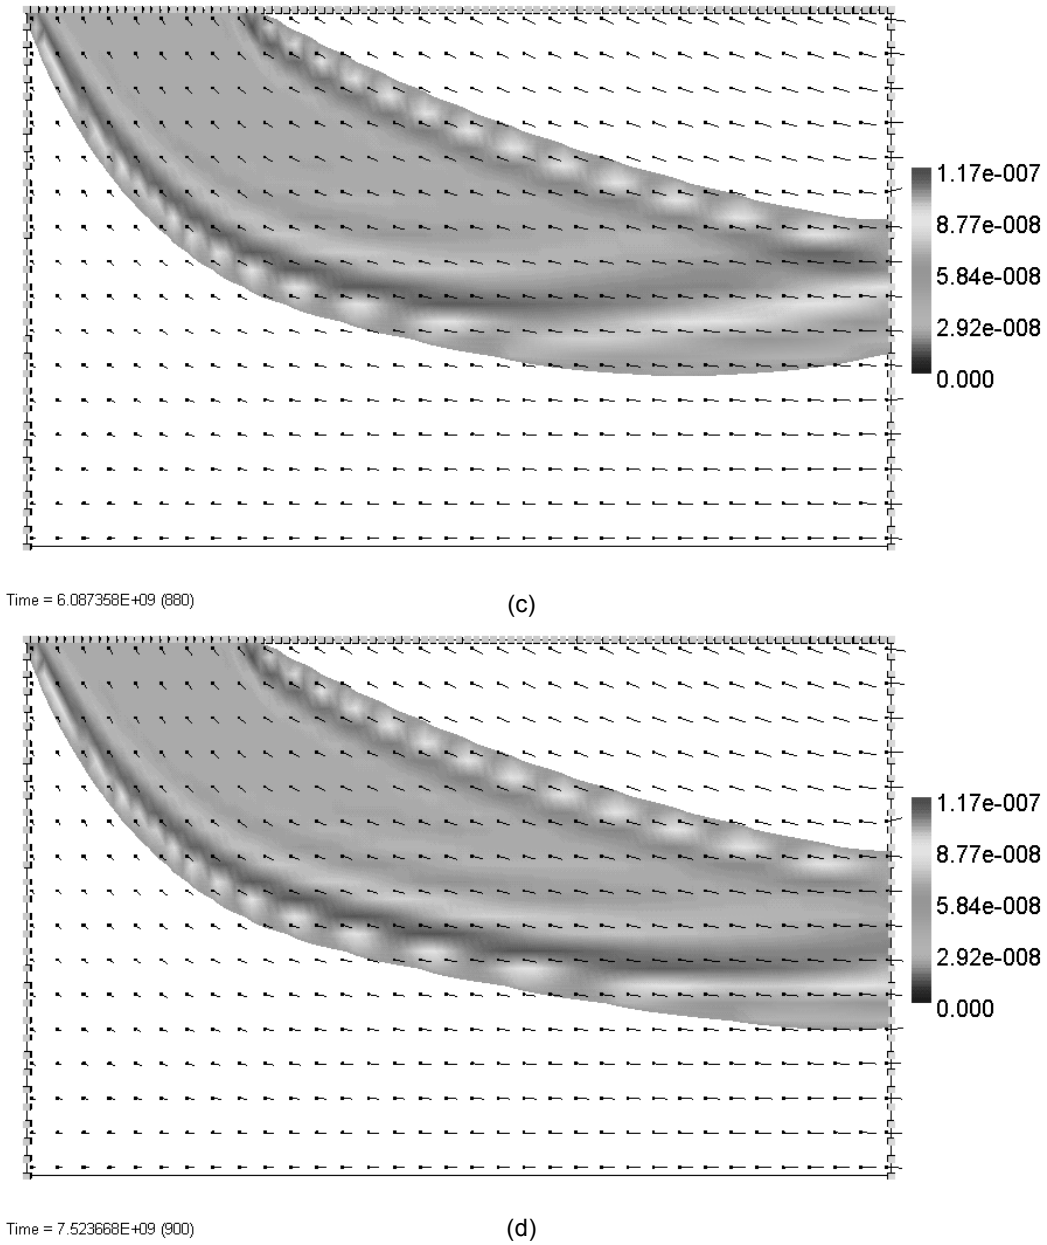 1.17e-007
8.77e-008
5.84e-008
2.92e-008
0.000
Time = 6.087358E+09 (880)
(c)
1.17e-007
8.77e-008
5.84e-008
2.92e-008
0.000
Time = 7.523668E+09 (900)
(d)